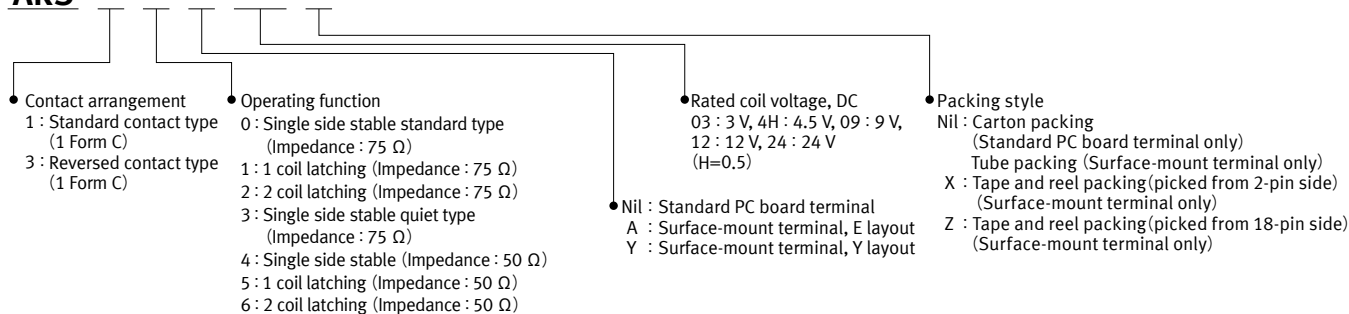 Contact arrangement
1 : Standard contact type
(1 Form C)
3 : Reversed contact type
(1 Form C)
Operating function
0 : Single side stable standard type
(Impedance : 75 Ω)
1 : 1 coil latching (Impedance : 75 Ω)
2 : 2 coil latching (Impedance : 75 Ω)
3 : Single side stable quiet type
(Impedance : 75 Ω)
4 : Single side stable (Impedance : 50 Ω)
5 : 1 coil latching (Impedance : 50 Ω)
6 : 2 coil latching (Impedance : 50 Ω)
Nil : Standard PC board terminal
A : Surface-mount terminal, E layout
Y : Surface-mount terminal, Y layout
Rated coil voltage, DC
03 : 3 V, 4H : 4.5 V, 09 : 9 V,
12 : 12 V, 24 : 24 V
(H=0.5)
Packing style
Nil : Carton packing
(Standard PC board terminal only)
Tube packing (Surface-mount terminal only)
X : Tape and reel packing(picked from 2-pin side)
(Surface-mount terminal only)
Z : Tape and reel packing(picked from 18-pin side)
(Surface-mount terminal only)